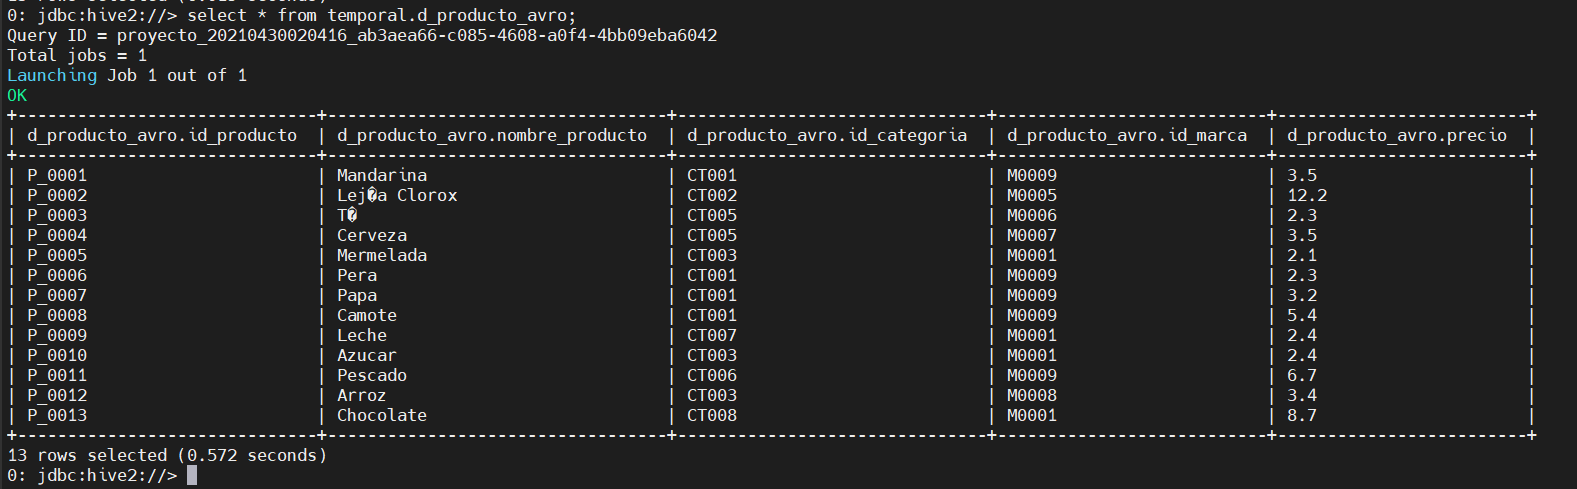 0: jdbc:hive2://> select * from temporal.d_producto_avro;
Query ID = proyecto_20210430020416_ab3aea66-c085-4608-a0f4-4bb09eba6042
Total jobs = 1
Launching Job 1 out of 1
OK
+------------------------------+----------------------------------+-------------------------------+---------------------------+-------------------------+
| d_producto_avro.id_producto  | d_producto_avro.nombre_producto  | d_producto_avro.id_categoria  | d_producto_avro.id_marca  | d_producto_avro.precio  |
+------------------------------+----------------------------------+-------------------------------+---------------------------+-------------------------+
| P_0001                       | Mandarina                        | CT001                         | M0009                     | 3.5                     |
| P_0002                       | Lej�a Clorox                     | CT002                         | M0005                     | 12.2                    |
| P_0003                       | T�                               | CT005                         | M0006                     | 2.3                     |
| P_0004                       | Cerveza                          | CT005                         | M0007                     | 3.5                     |
| P_0005                       | Mermelada                        | CT003                         | M0001                     | 2.1                     |
| P_0006                       | Pera                             | CT001                         | M0009                     | 2.3                     |
| P_0007                       | Papa                             | CT001                         | M0009                     | 3.2                     |
| P_0008                       | Camote                           | CT001                         | M0009                     | 5.4                     |
| P_0009                       | Leche                            | CT007                         | M0001                     | 2.4                     |
| P_0010                       | Azucar                           | CT003                         | M0001                     | 2.4                     |
| P_0011                       | Pescado                          | CT006                         | M0009                     | 6.7                     |
| P_0012                       | Arroz                            | CT003                         | M0008                     | 3.4                     |
| P_0013                       | Chocolate                        | CT008                         | M0001                     | 8.7                     |
+------------------------------+----------------------------------+-------------------------------+---------------------------+-------------------------+
13 rows selected (0.572 seconds)
0: jdbc:hive2://>